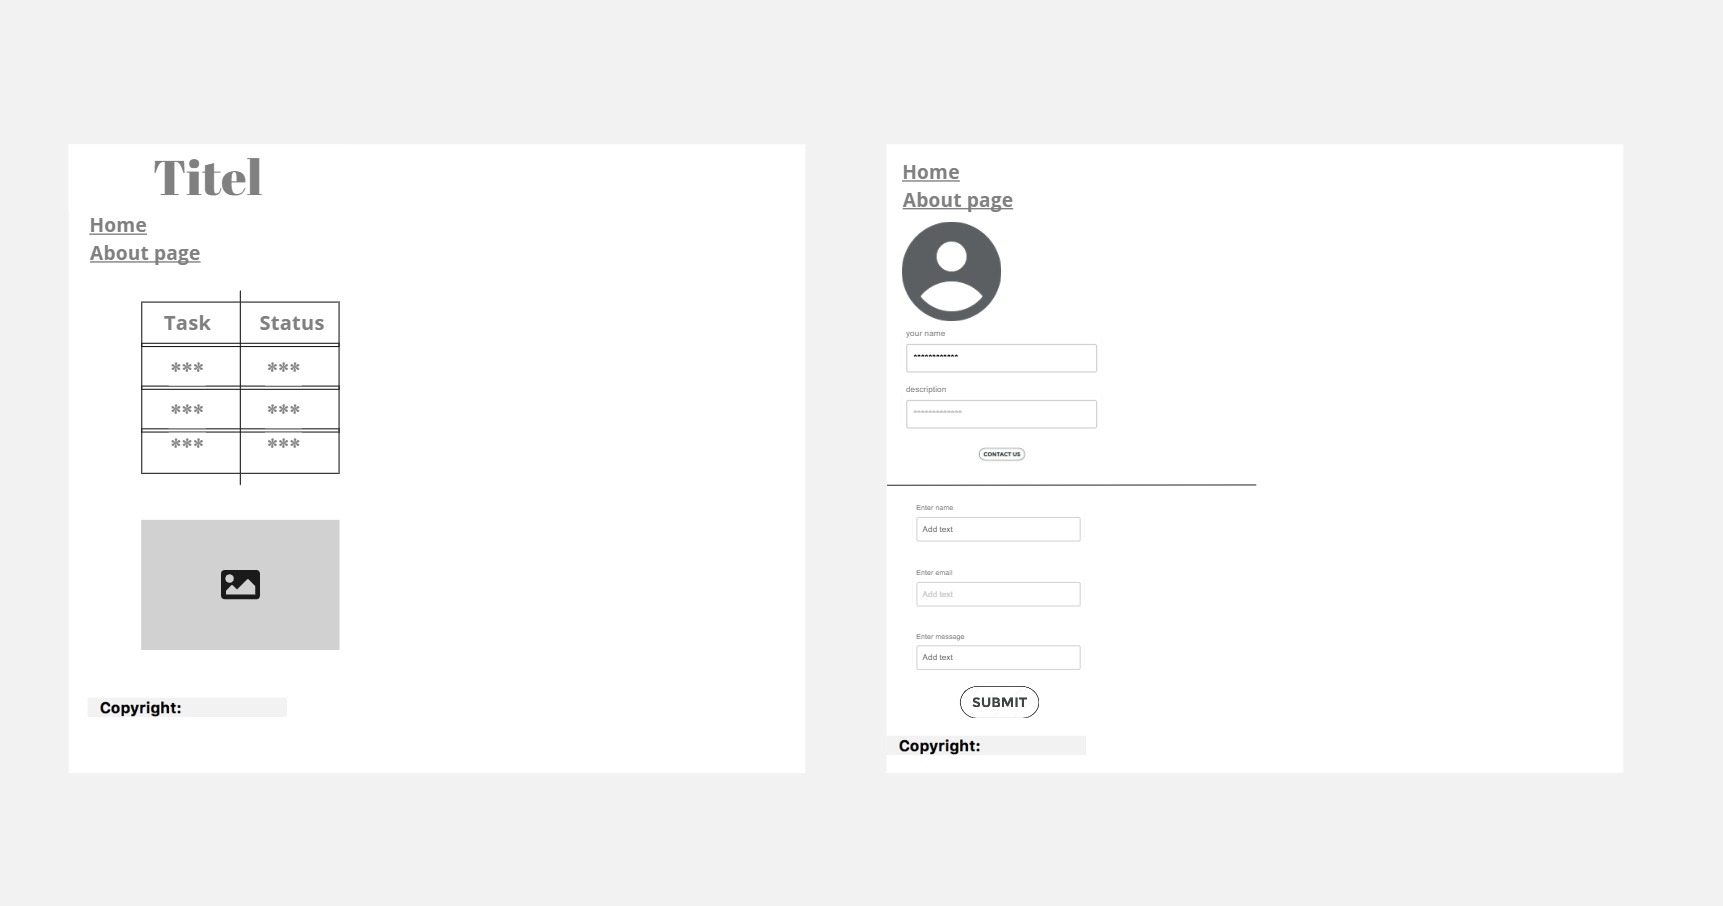 Titel
Home
About page
Task Status
*** ***
*** ***
*** ***
Copyright:
Home
About page
your name
************
description
*************
CONTACT US
Enter name
Add text
Enter email
Add text
Enter message
Add text
SUBMIT
Copyright: